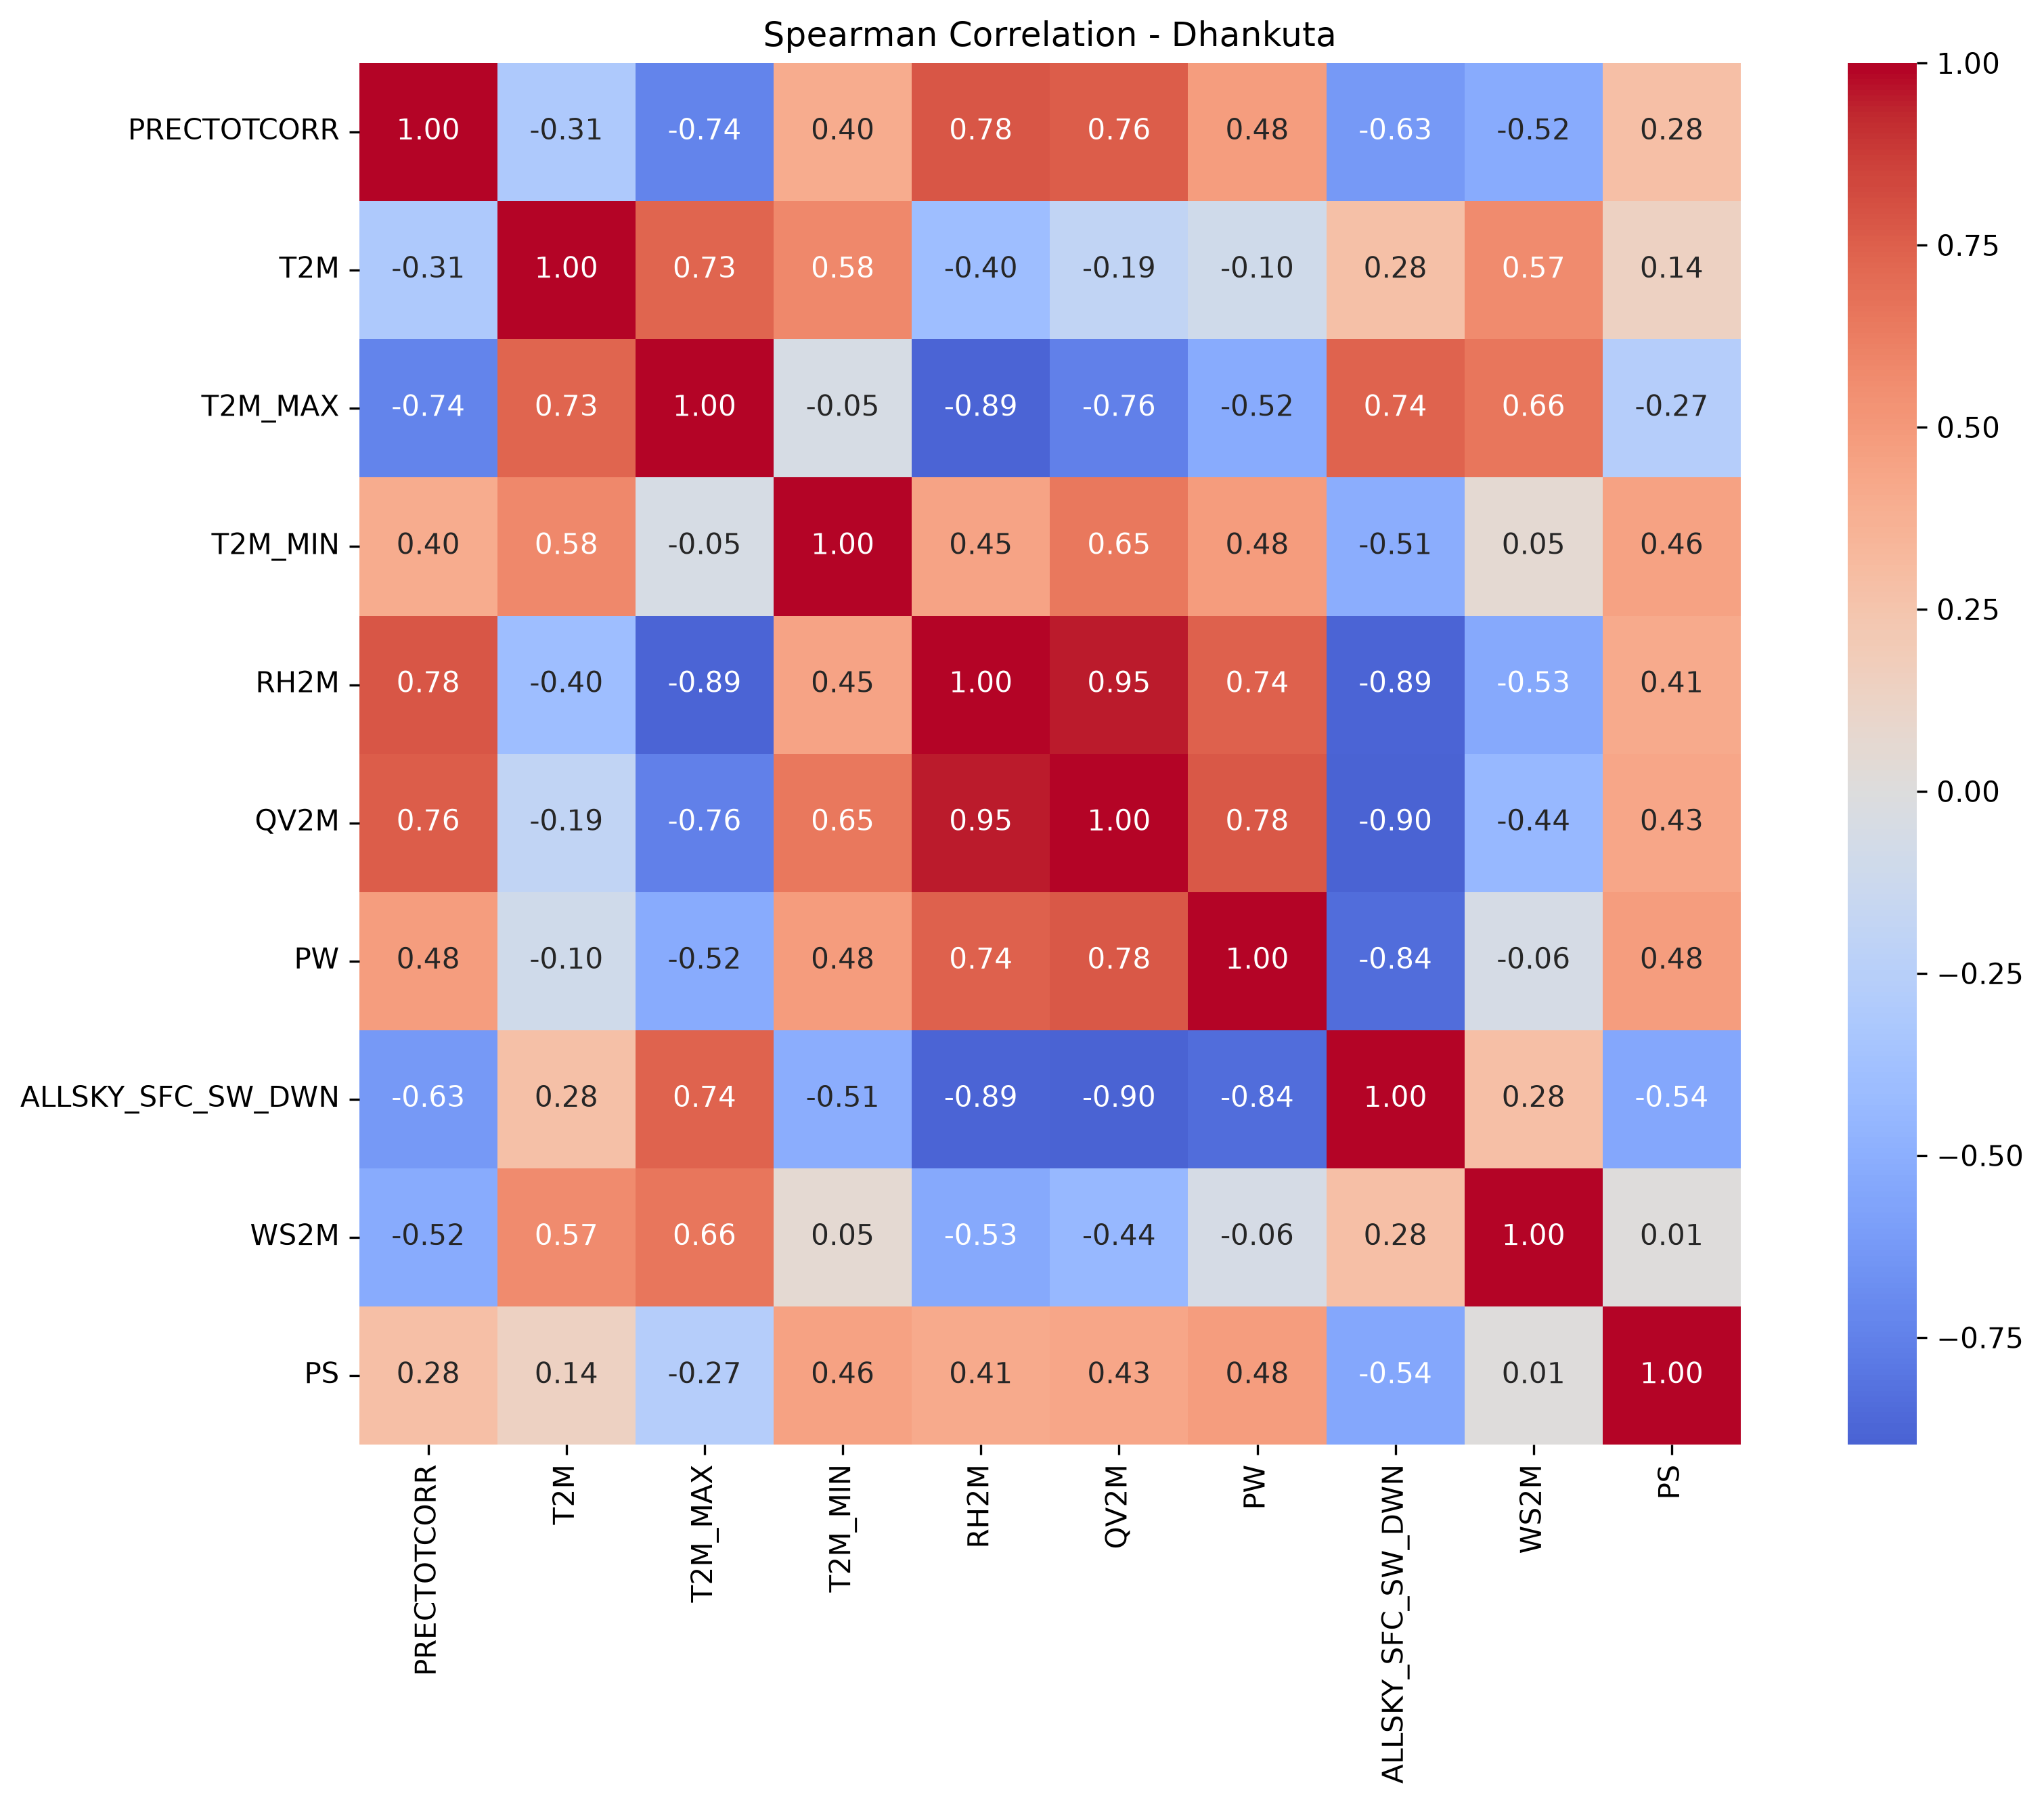 Spearman Correlation - Dhankuta
PRECTOTCORR 1.00 -0.31 -0.74 0.40 0.78 0.76 0.48 -0.63 -0.52 0.28
T2M -0.31 1.00 0.73 0.58 -0.40 -0.19 -0.10 0.28 0.57 0.14
T2M_MAX -0.74 0.73 1.00 -0.05 -0.89 -0.76 -0.52 0.74 0.66 -0.27
T2M_MIN 0.40 0.58 -0.05 1.00 0.45 0.65 0.48 -0.51 0.05 0.46
RH2M 0.78 -0.40 -0.89 0.45 1.00 0.95 0.74 -0.89 -0.53 0.41
QV2M 0.76 -0.19 -0.76 0.65 0.95 1.00 0.78 -0.90 -0.44 0.43
PW 0.48 -0.10 -0.52 0.48 0.74 0.78 1.00 -0.84 -0.06 0.48
ALLSKY_SFC_SW_DWN -0.63 0.28 0.74 -0.51 -0.89 -0.90 -0.84 1.00 0.28 -0.54
WS2M -0.52 0.57 0.66 0.05 -0.53 -0.44 -0.06 0.28 1.00 0.01
PS 0.28 0.14 -0.27 0.46 0.41 0.43 0.48 -0.54 0.01 1.00
PRECTOTCORR
T2M
T2M_MAX
T2M_MIN
RH2M
QV2M
PW
ALLSKY_SFC_SW_DWN
WS2M
PS
1.00
0.75
0.50
0.25
0.00
−0.25
−0.50
−0.75